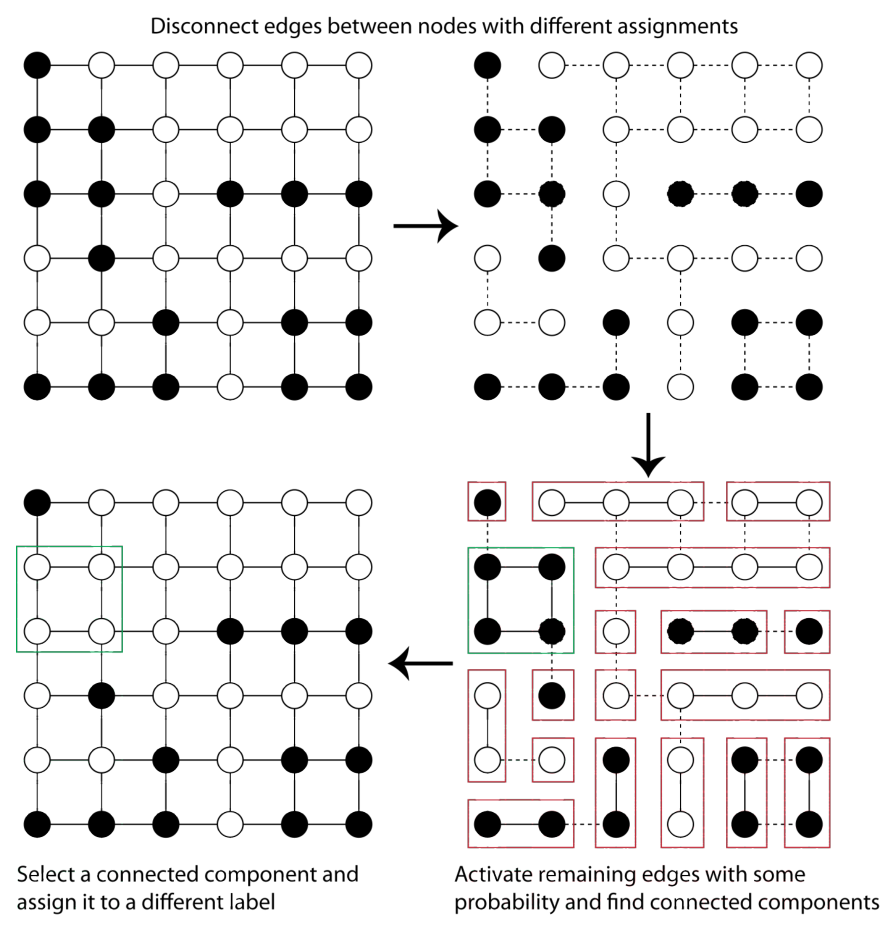 Disconnect edges between nodes with different assignments
Select a connected component and
assign it to a different label
Activate remaining edges with some
probability and find connected components